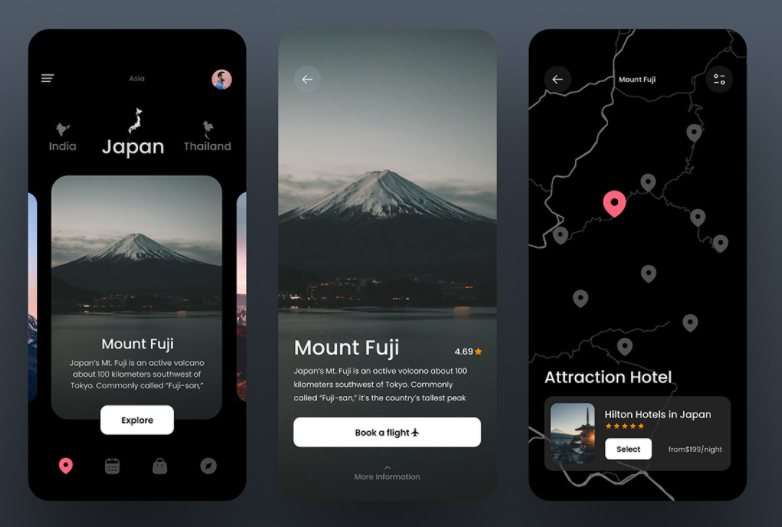 Asia
India
Japan
Thailand
Mount Fuji
Japan's Mt. Fuji is an active volcano
about 100 kilometers southwest of
Tokyo. Commonly called "Fuji-san,"
Explore
Mount Fuji
4.69
Japan's Mt. Fuji is an active volcano about 100
kilometers southwest of Tokyo. Commonly
called "Fuji-san," it's the country's tallest peak
Book a flight
More Information
Mount Fuji
Attraction Hotel
Hilton Hotels in Japan
Select
from$199/night